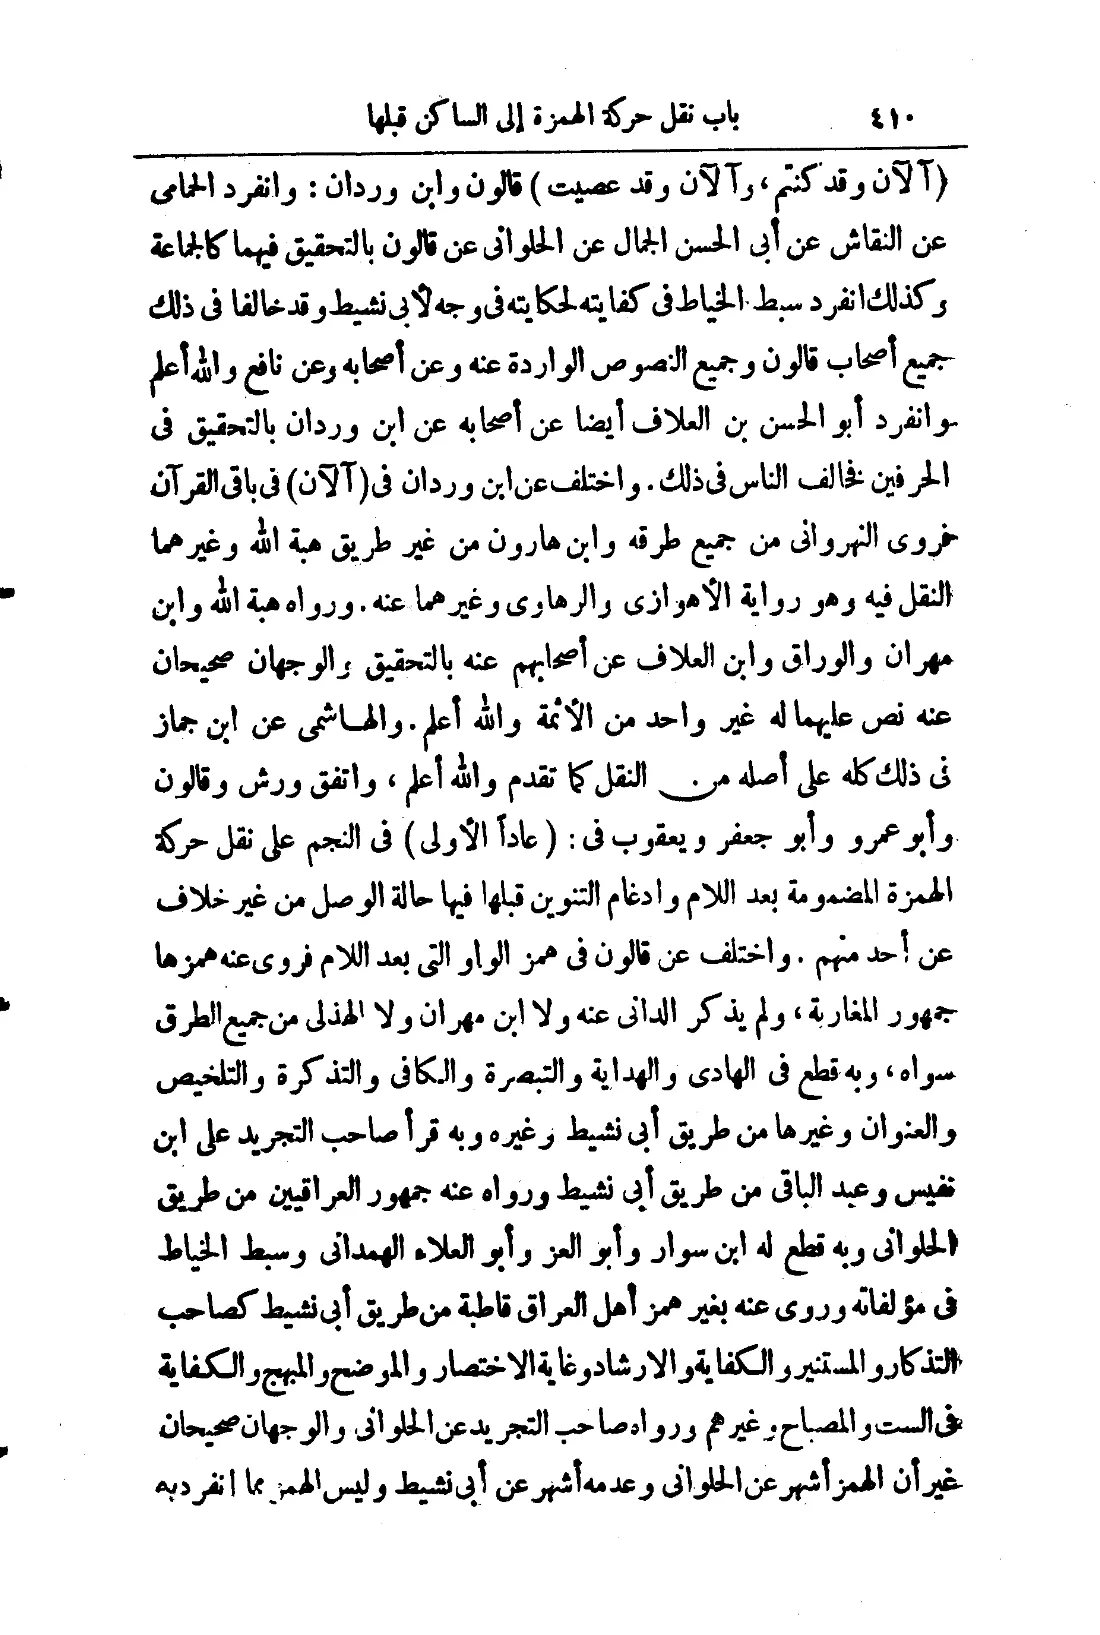 ٤١٠ باب نقل حركة الهمزة إلى الساكن قبلها
(آلآن وقد كنتم، وآلآن وقد عصيت) قالون وابن وردان: وانفرد الحمامى
عن النقاش عن أبى الحسن الجمال عن الحلوانى عن قالون بالتحقيق فيهما كالجماعة
وكذلك انفرد سبط الخياط فى كفايته لحكايته فى وجه لأبى نشيط وقد خالفا فى ذلك
جميع أصحاب قالون وجميع النصوص الواردة عنه وعن أصحابه وعن نافع والله أعلم
وانفرد أبو الحسن بن العلاف أيضا عن أصحابه عن ابن وردان بالتحقيق فى
الحرفين فخالف الناس فى ذلك. واختلف عن ابن وردان فى (آلآن) فى باقى القرآن
فروى النهروانى من جميع طرقه وابن هارون من غير طريق هبة الله وغيرهما
النقل فيه وهو رواية الأهوازى والرهاوى وغيرهما عنه. ورواه هبة الله وابن
مهران والوراق وابن العلاف عن أصحابهم عنه بالتحقيق والوجهان صحيحان
عنه نص عليهما له غير واحد من الأئمة والله أعلم. والهاشمى عن ابن جماز
فى ذلك كله على أصله من النقل كما تقدم والله أعلم، واتفق ورش وقالون
وأبو عمرو وأبو جعفر ويعقوب فى: (عاداً الأولى) فى النجم على نقل حركة
الهمزة المضمومة بعد اللام وادغام التنوين قبلها فيها حالة الوصل من غير خلاف
عن أحد منهم. واختلف عن قالون فى همز الواو التى بعد اللام فروى عنه همزها
جمهور المغاربة، ولم يذكر الدانى عنه ولا ابن مهران ولا الهذلى من جميع الطرق
سواه، وبه قطع فى الهادى والهداية والتبصرة والكافى والتذكرة والتلخيص
والعنوان وغيرها من طريق أبى نشيط وغيره وبه قرأ صاحب التجريد على ابن
نفيس وعبد الباقى من طريق أبى نشيط ورواه عنه جمهور العراقيين من طريق
الحلوانى وبه قطع له ابن سوار وأبو العز وأبو العلاء الهمدانى وسبط الخياط
فى مؤلفاته وروى عنه بغير همز أهل العراق قاطبة من طريق أبى نشيط كصاحب
التذكار والمستنير والكفاية والارشاد وغاية الاختصار والموضح والمبهج والكفاية
فى الست والمصباح وغيرهم ورواه صاحب التجريد عن الحلوانى والوجهان صحيحان
غير أن الهمز أشهر عن الحلوانى وعدمه أشهر عن أبى نشيط وليس الهمز مما انفرد به